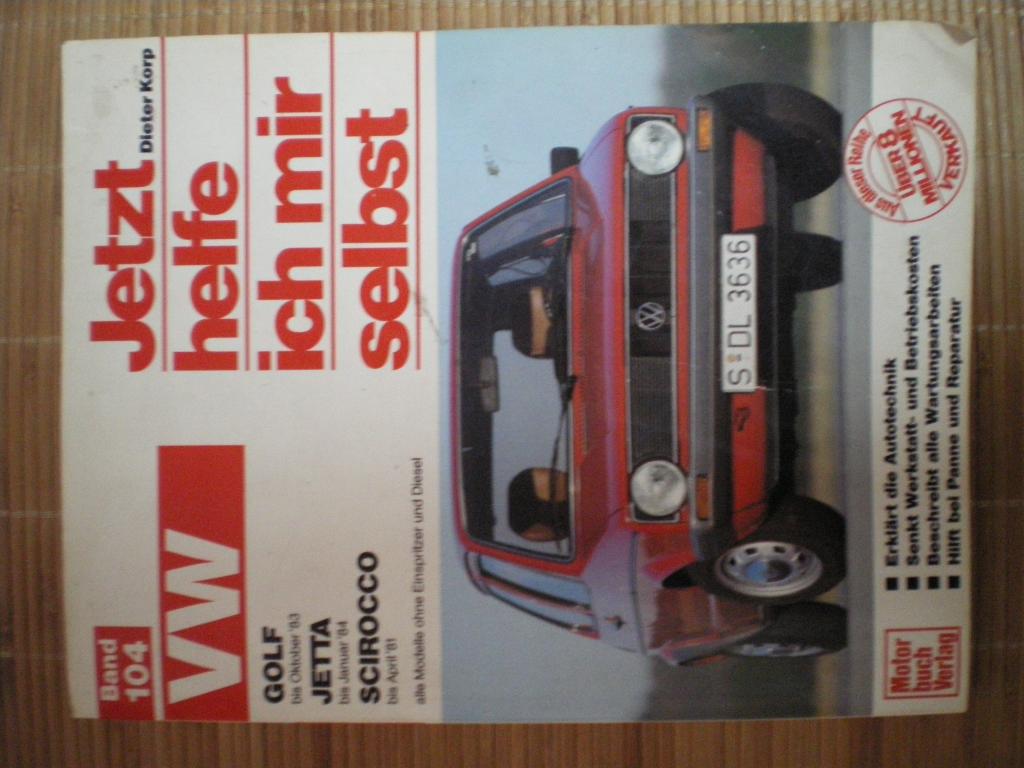 Band
104
Dieter Korp
Jetzt
helfe
ich mir
selbst
VW
GOLF
bis Oktober '83
JETTA
bis Januar '84
SCIROCCO
bis April '81
alle Modelle ohne Einspritzer und Diesel
S DL 3636
■ Erklärt die Autotechnik
■ Senkt Werkstatt- und Betriebskosten
■ Beschreibt alle Wartungsarbeiten
■ Hilft bei Panne und Reparatur
Aus dieser Reihe
ÜBER 8
MILLIONEN
VERKAUFT
Motor
buch
Verlag